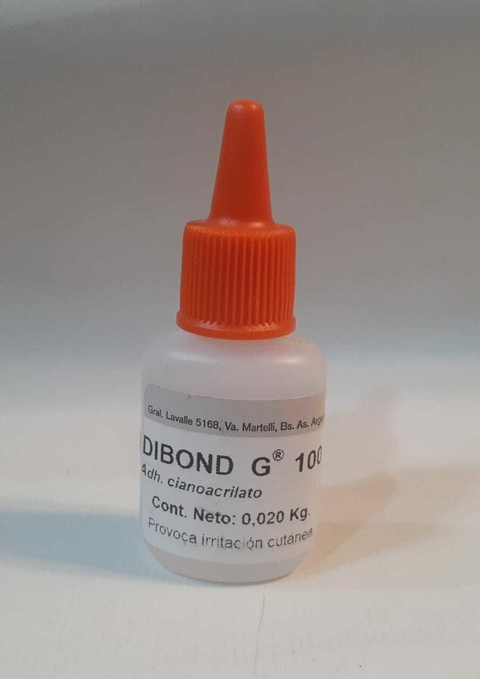 Gral. Lavalle 5168, Va. Martelli, Bs. As.
DIBOND G® 100
Adh. cianoacrilato
Cont. Neto: 0,020 Kg.
Provoca irritación cutánea